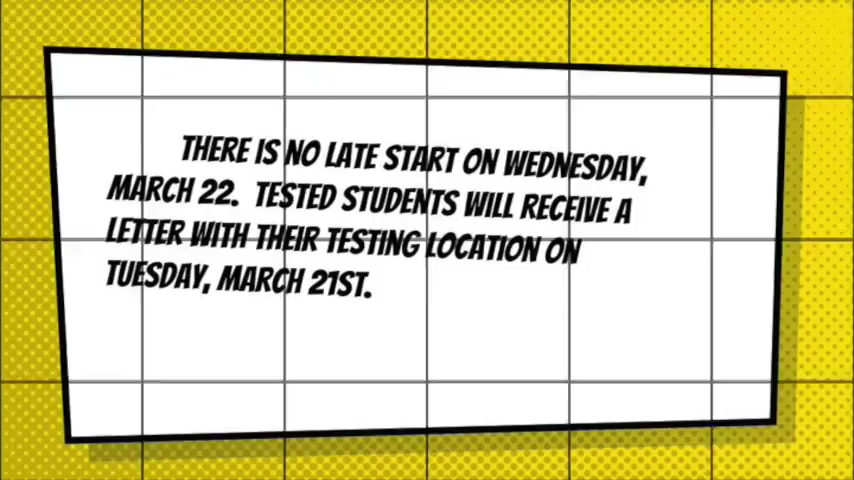 THERE IS NO LATE START ON WEDNESDAY,
MARCH 22. TESTED STUDENTS WILL RECEIVE A
LETTER WITH THEIR TESTING LOCATION ON
TUESDAY, MARCH 21ST.